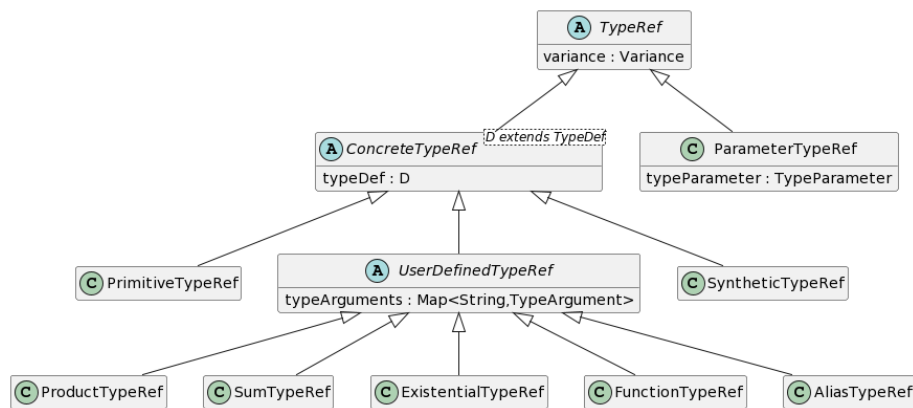 A TypeRef
variance : Variance
A ConcreteTypeRef D extends TypeDef
typeDef : D
C ParameterTypeRef
typeParameter : TypeParameter
C PrimitiveTypeRef
A UserDefinedTypeRef
typeArguments : Map<String,TypeArgument>
C SyntheticTypeRef
C ProductTypeRef
C SumTypeRef
C ExistentialTypeRef
C FunctionTypeRef
C AliasTypeRef